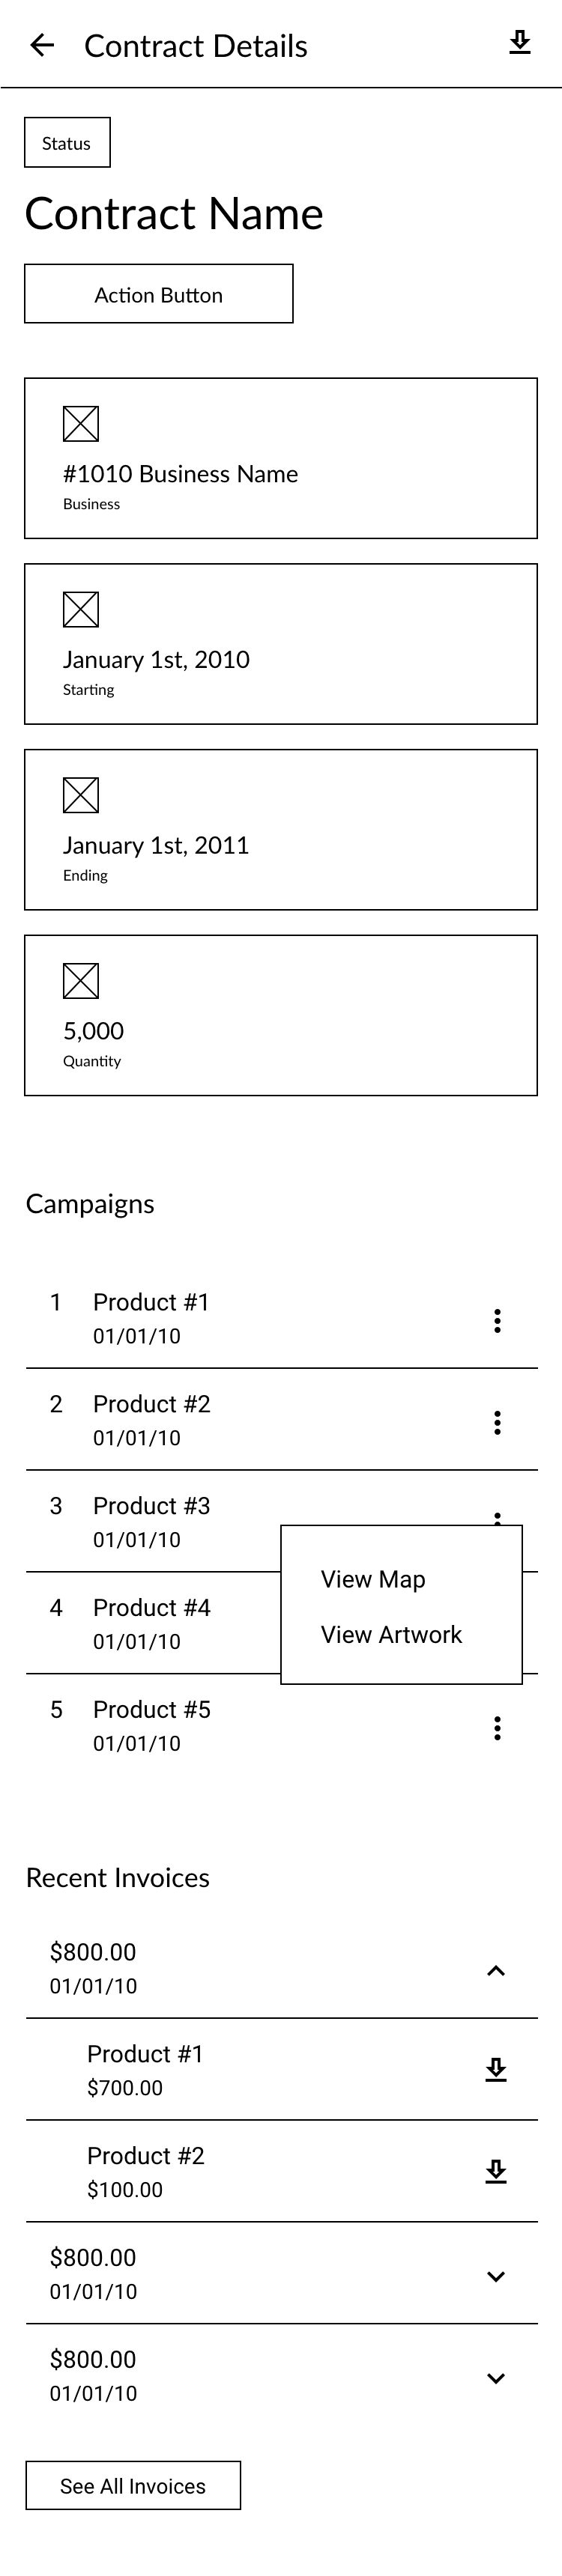 Contract Details
Status
Contract Name
Action Button
#1010 Business Name
Business
January 1st, 2010
Starting
January 1st, 2011
Ending
5,000
Quantity
Campaigns
1 Product #1
01/01/10
2 Product #2
01/01/10
3 Product #3
01/01/10
View Map
4 Product #4
View Artwork
01/01/10
5 Product #5
01/01/10
Recent Invoices
$800.00
01/01/10
Product #1
$700.00
Product #2
$100.00
$800.00
01/01/10
$800.00
01/01/10
See All Invoices